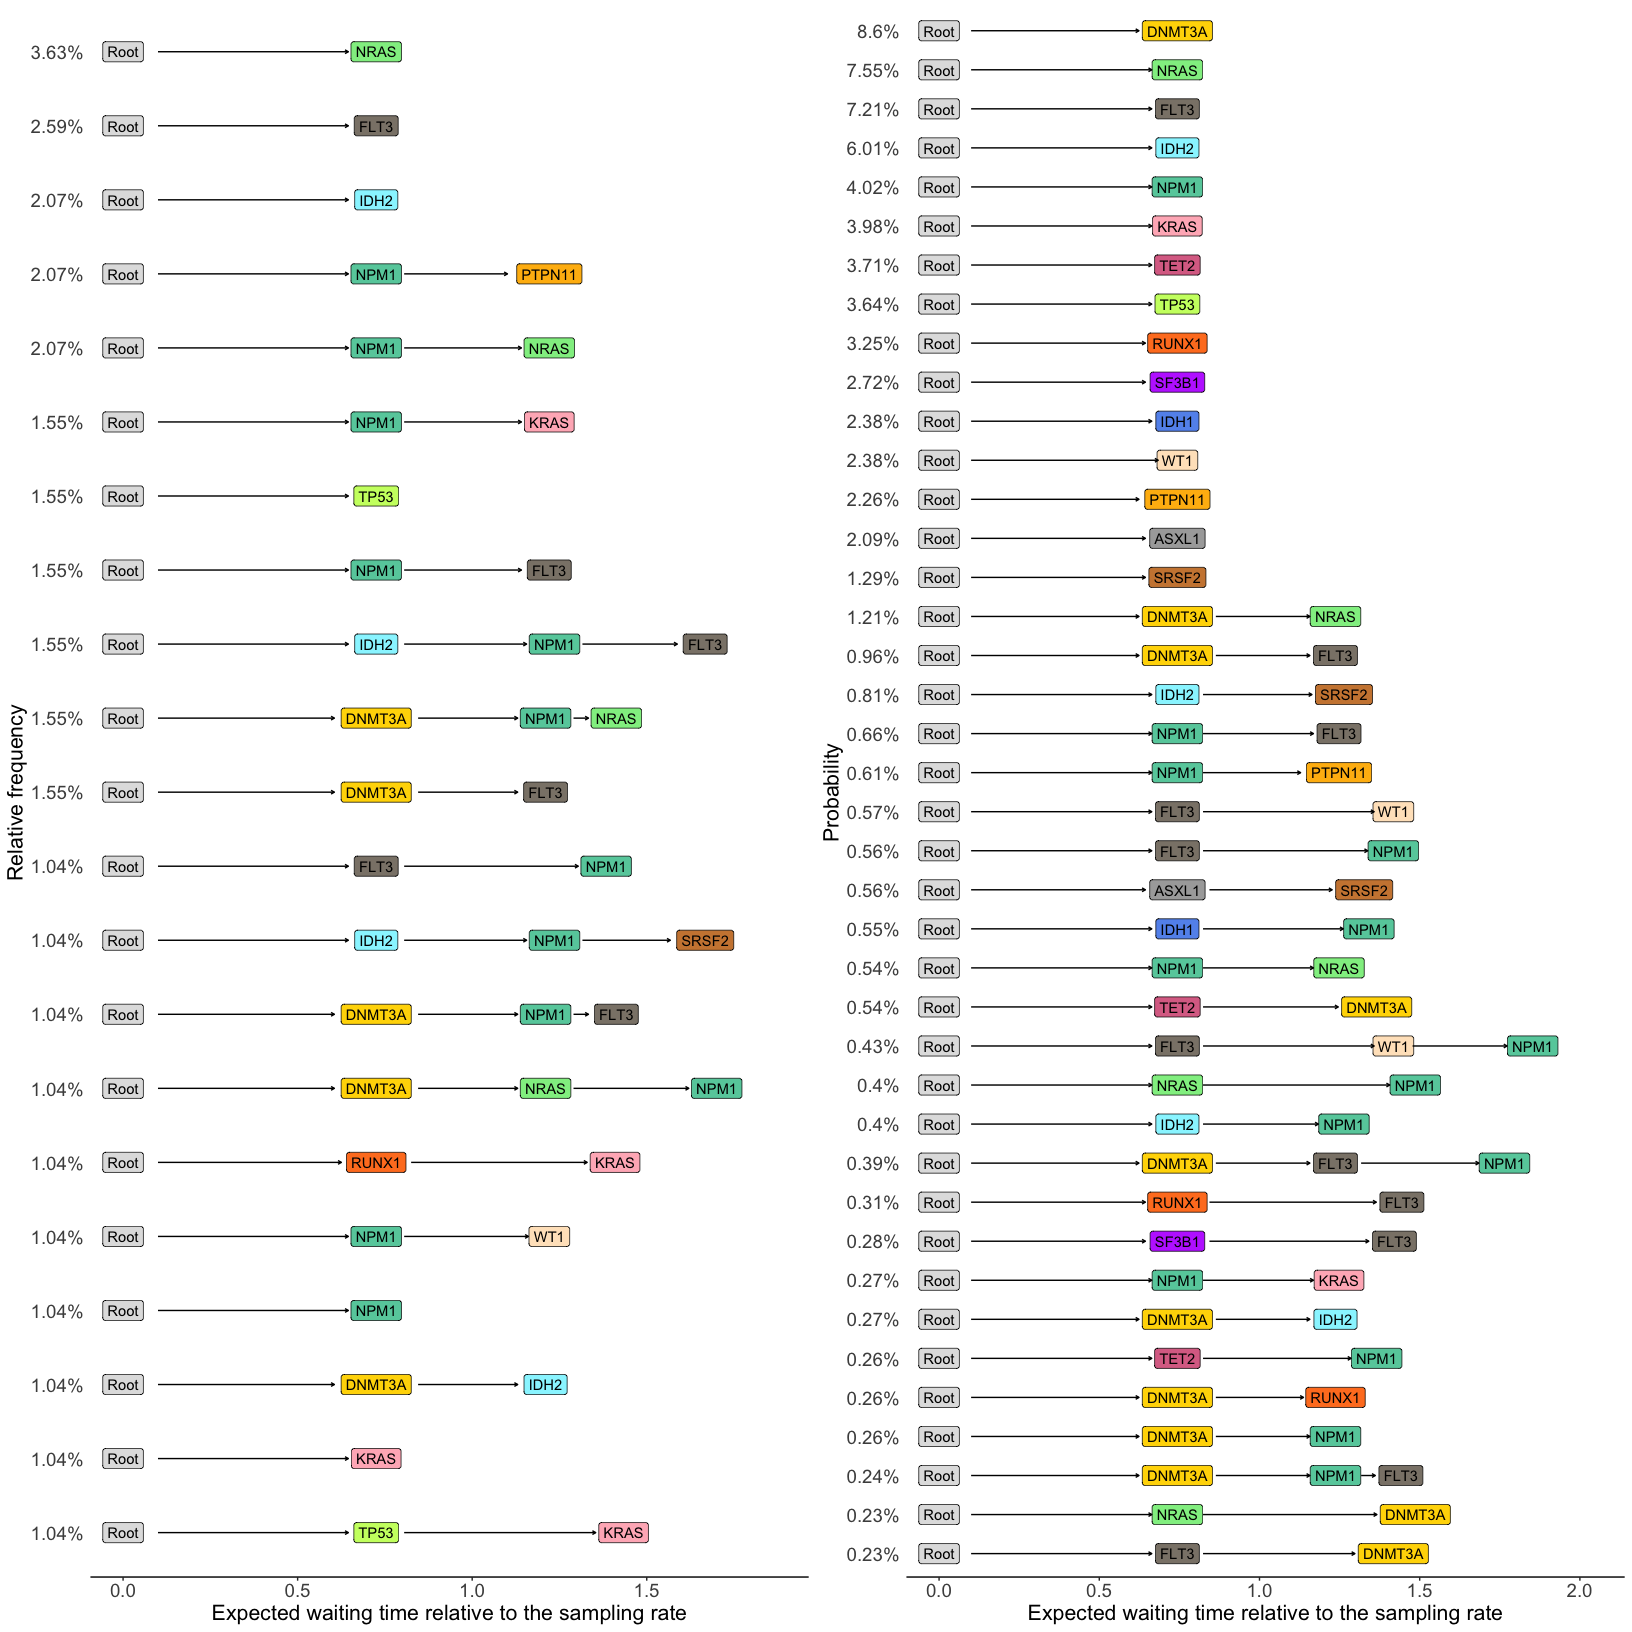 Relative frequency
3.63% Root NRAS
2.59% Root FLT3
2.07% Root IDH2
2.07% Root NPM1 PTPN11
2.07% Root NPM1 NRAS
1.55% Root NPM1 KRAS
1.55% Root TP53
1.55% Root NPM1 FLT3
1.55% Root IDH2 NPM1 FLT3
1.55% Root DNMT3A NPM1 NRAS
1.55% Root DNMT3A FLT3
1.04% Root FLT3 NPM1
1.04% Root IDH2 NPM1 SRSF2
1.04% Root DNMT3A NPM1 FLT3
1.04% Root DNMT3A NRAS NPM1
1.04% Root RUNX1 KRAS
1.04% Root NPM1 WT1
1.04% Root NPM1
1.04% Root DNMT3A IDH2
1.04% Root KRAS
1.04% Root TP53 KRAS
0.0 0.5 1.0 1.5
Expected waiting time relative to the sampling rate
Probability
8.6% Root DNMT3A
7.55% Root NRAS
7.21% Root FLT3
6.01% Root IDH2
4.02% Root NPM1
3.98% Root KRAS
3.71% Root TET2
3.64% Root TP53
3.25% Root RUNX1
2.72% Root SF3B1
2.38% Root IDH1
2.38% Root WT1
2.26% Root PTPN11
2.09% Root ASXL1
1.29% Root SRSF2
1.21% Root DNMT3A NRAS
0.96% Root DNMT3A FLT3
0.81% Root IDH2 SRSF2
0.66% Root NPM1 FLT3
0.61% Root NPM1 PTPN11
0.57% Root FLT3 WT1
0.56% Root FLT3 NPM1
0.56% Root ASXL1 SRSF2
0.55% Root IDH1 NPM1
0.54% Root NPM1 NRAS
0.54% Root TET2 DNMT3A
0.43% Root FLT3 WT1 NPM1
0.4% Root NRAS NPM1
0.4% Root IDH2 NPM1
0.39% Root DNMT3A FLT3 NPM1
0.31% Root RUNX1 FLT3
0.28% Root SF3B1 FLT3
0.27% Root NPM1 KRAS
0.27% Root DNMT3A IDH2
0.26% Root TET2 NPM1
0.26% Root DNMT3A RUNX1
0.26% Root DNMT3A NPM1
0.24% Root DNMT3A NPM1 FLT3
0.23% Root NRAS DNMT3A
0.23% Root FLT3 DNMT3A
0.0 0.5 1.0 1.5 2.0
Expected waiting time relative to the sampling rate